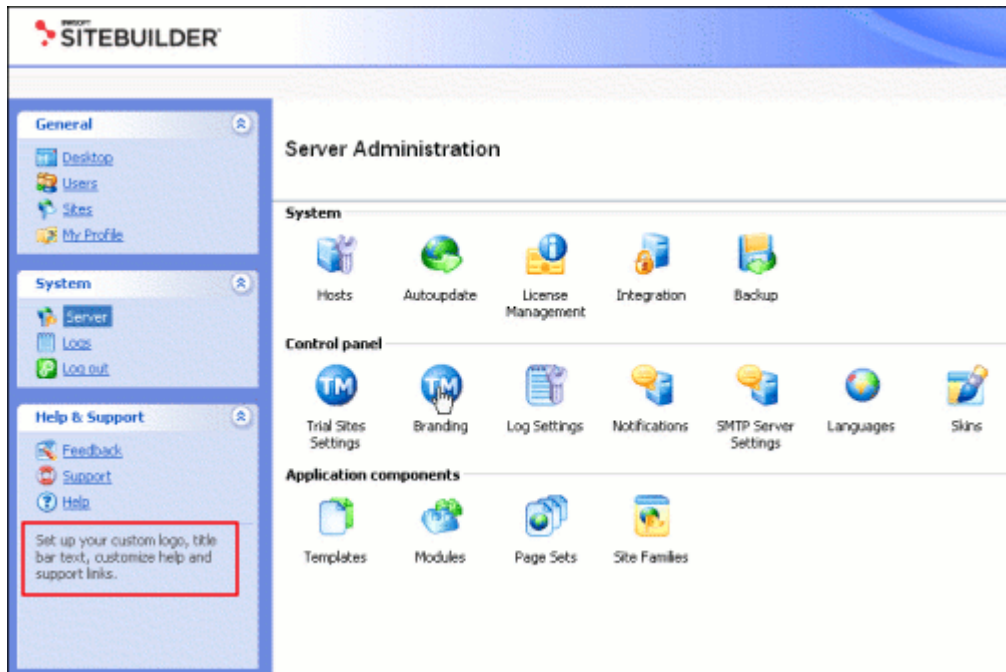 SWSOFT
SITEBUILDER
General
Desktop
Users
Sites
My Profile
System
Server
Logs
Log out
Help & Support
Feedback
Support
Help
Set up your custom logo, title
bar text, customize help and
support links.
Server Administration
System
Hosts
Autoupdate
License
Management
Integration
Backup
Control panel
TM
Trial Sites
Settings
TM
Branding
Log Settings
Notifications
SMTP Server
Settings
Languages
Skins
Application components
Templates
Modules
Page Sets
Site Families